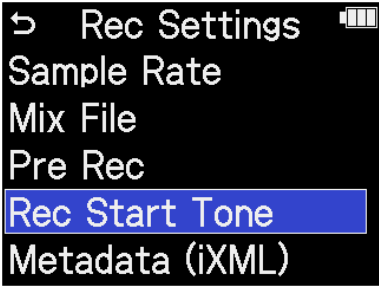 Rec Settings
Sample Rate
Mix File
Pre Rec
Rec Start Tone
Metadata (iXML)